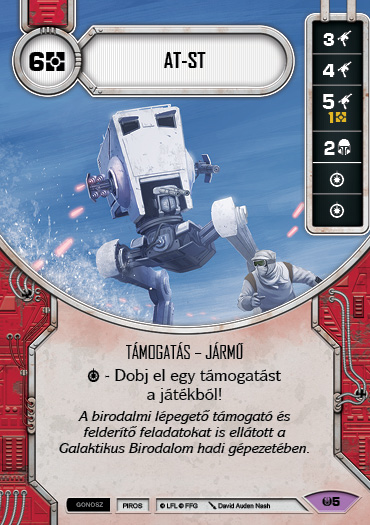 6
AT-ST
3
4
5
1
2
TÁMOGATÁS – JÁRMŰ
- Dobj el egy támogatást
a játékból!
A birodalmi lépegető támogató és
felderítő feladatokat is ellátott a
Galaktikus Birodalom hadi gépezetében.
GONOSZ PIROS © LFL © FFG David Auden Nash 5